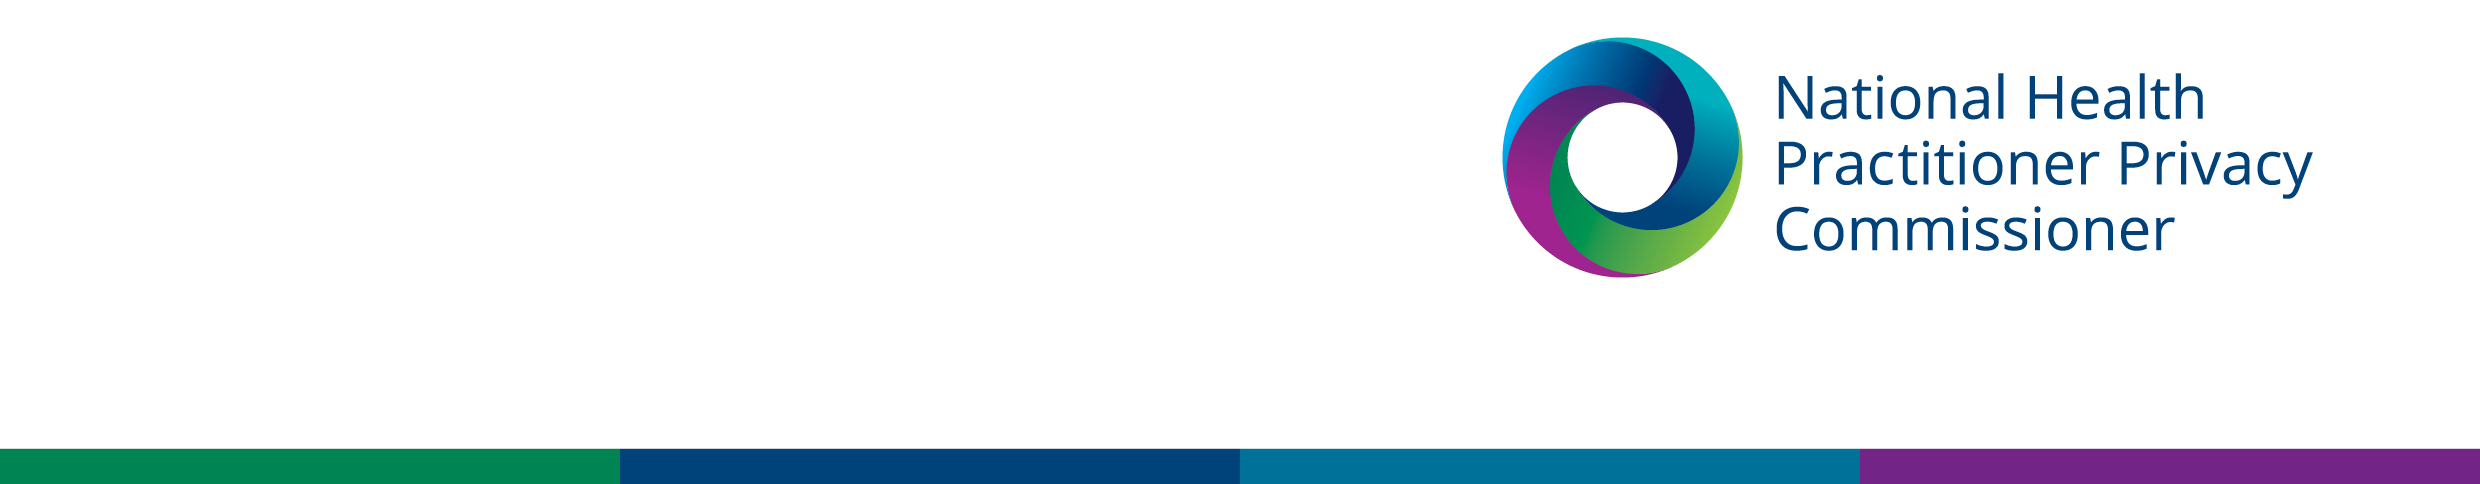 National Health
Practitioner Privacy
Commissioner